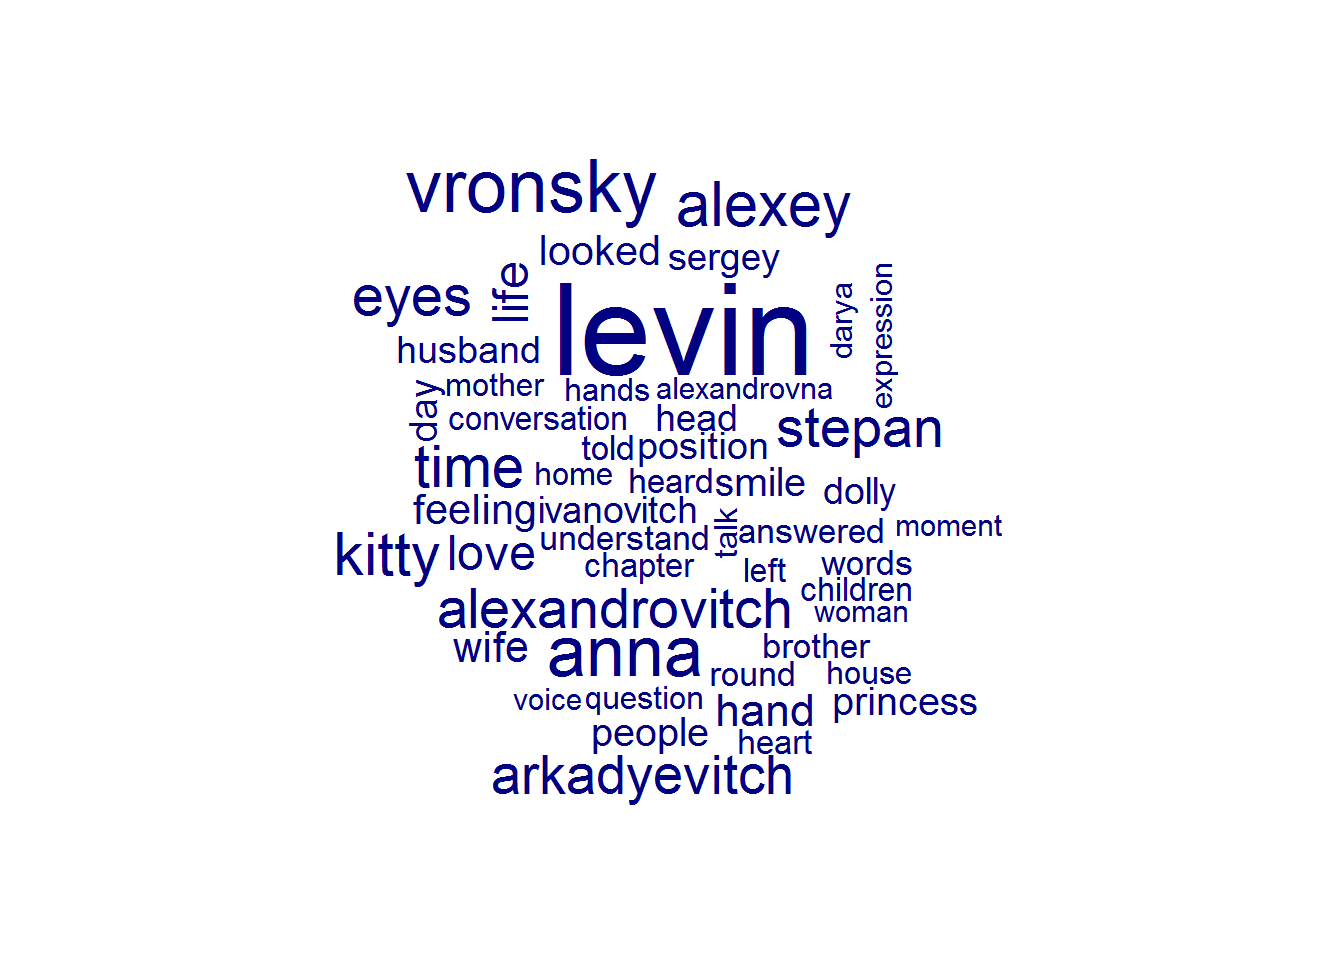 vronsky alexey
looked sergey
eyes life levin darya expression
husband
mother hands alexandrovna
day conversation head stepan
told position
time home heard smile dolly
feeling ivanovitch
understand talk answered moment
kitty love chapter left words
children
alexandrovitch woman
wife anna brother
round house
voice question hand princess
people heart
arkadyevitch